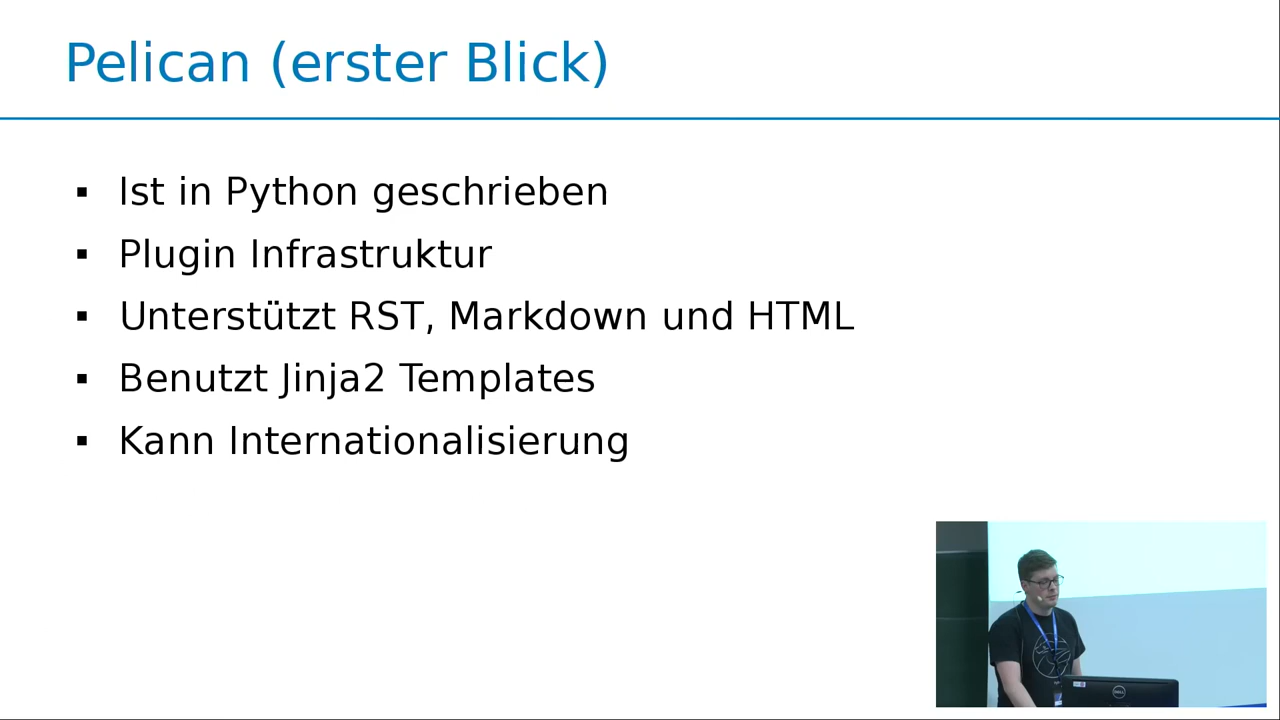 Pelican (erster Blick)
▪ Ist in Python geschrieben
▪ Plugin Infrastruktur
▪ Unterstützt RST, Markdown und HTML
▪ Benutzt Jinja2 Templates
▪ Kann Internationalisierung
DELL